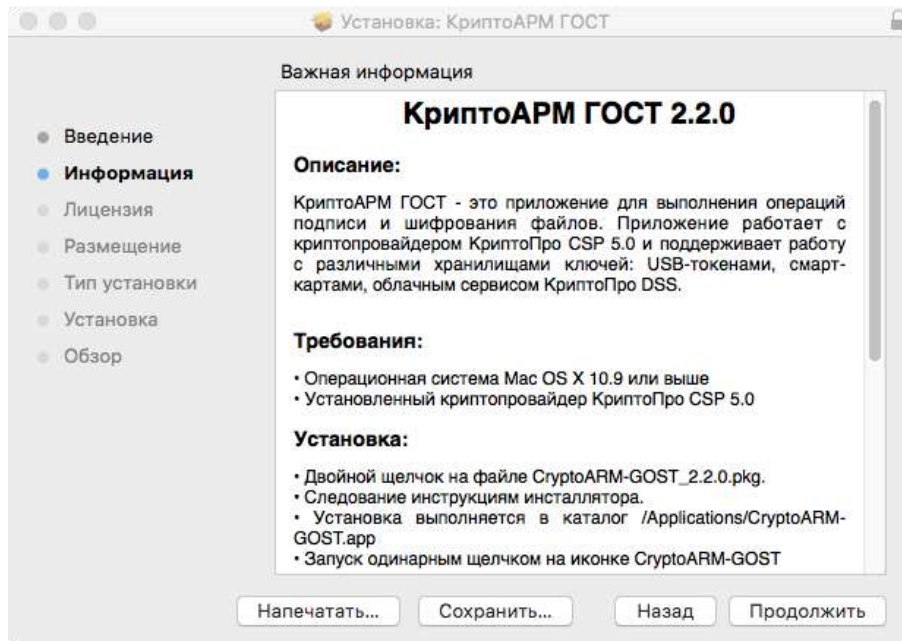 Установка: КриптоАРМ ГОСТ
Важная информация
Введение
Информация
Лицензия
Размещение
Тип установки
Установка
Обзор
КриптоАРМ ГОСТ 2.2.0
Описание:
КриптоАРМ ГОСТ - это приложение для выполнения операций
подписи и шифрования файлов. Приложение работает с
криптопровайдером КриптоПро CSP 5.0 и поддерживает работу
с различными хранилищами ключей: USB-токенами, смарт-
картами, облачным сервисом КриптоПро DSS.
Требования:
• Операционная система Mac OS X 10.9 или выше
• Установленный криптопровайдер КриптоПро CSP 5.0
Установка:
• Двойной щелчок на файле CryptoARM-GOST_2.2.0.pkg.
• Следование инструкциям инсталлятора.
• Установка выполняется в каталог /Applications/CryptoARM-
GOST.app
• Запуск одинарным щелчком на иконке CryptoARM-GOST
Напечатать...
Сохранить...
Назад
Продолжить